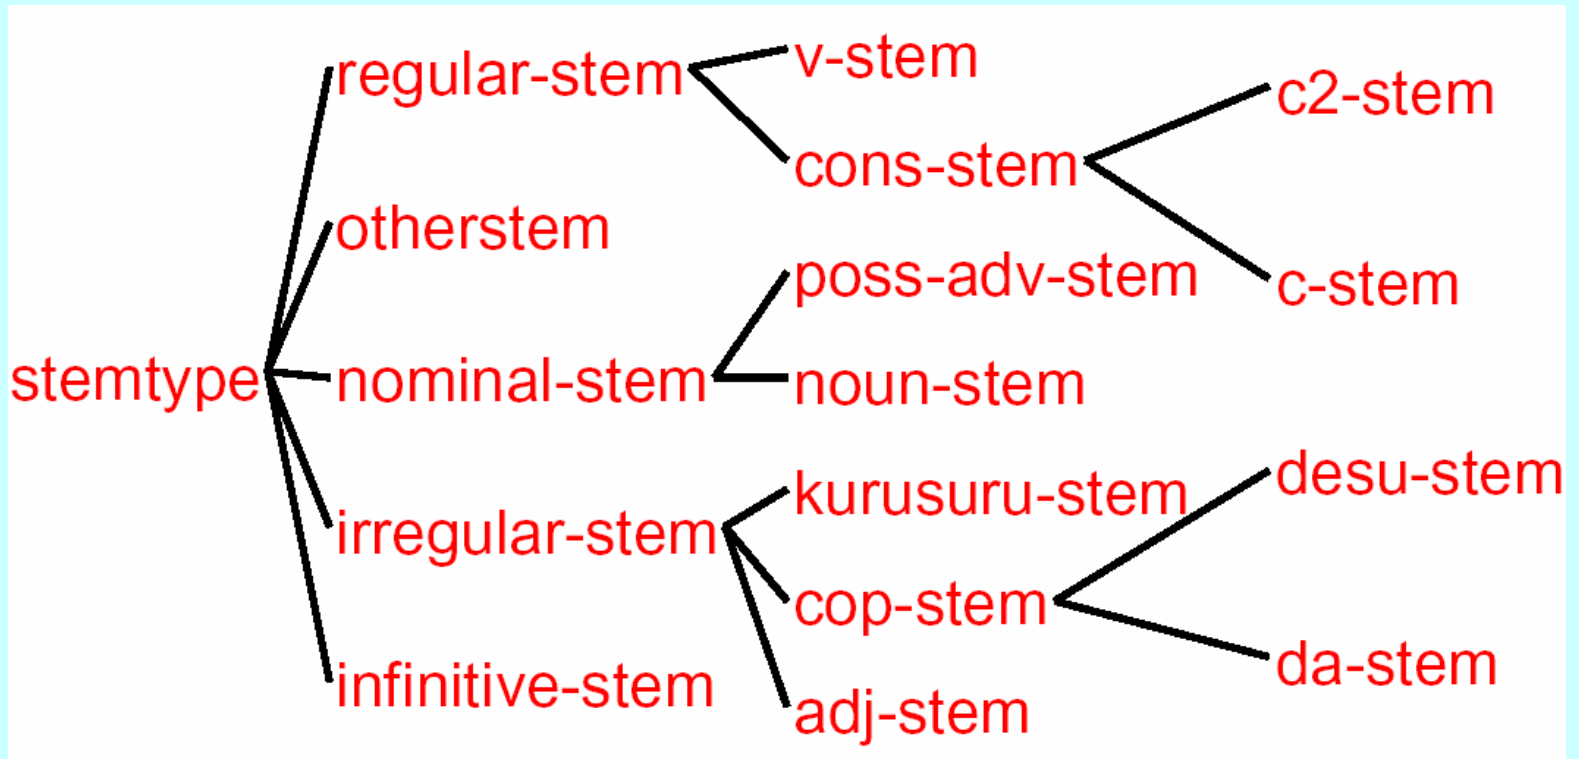 stemtype
regular-stem
otherstem
nominal-stem
irregular-stem
infinitive-stem
v-stem
cons-stem
poss-adv-stem
noun-stem
kurusuru-stem
cop-stem
adj-stem
c2-stem
c-stem
desu-stem
da-stem